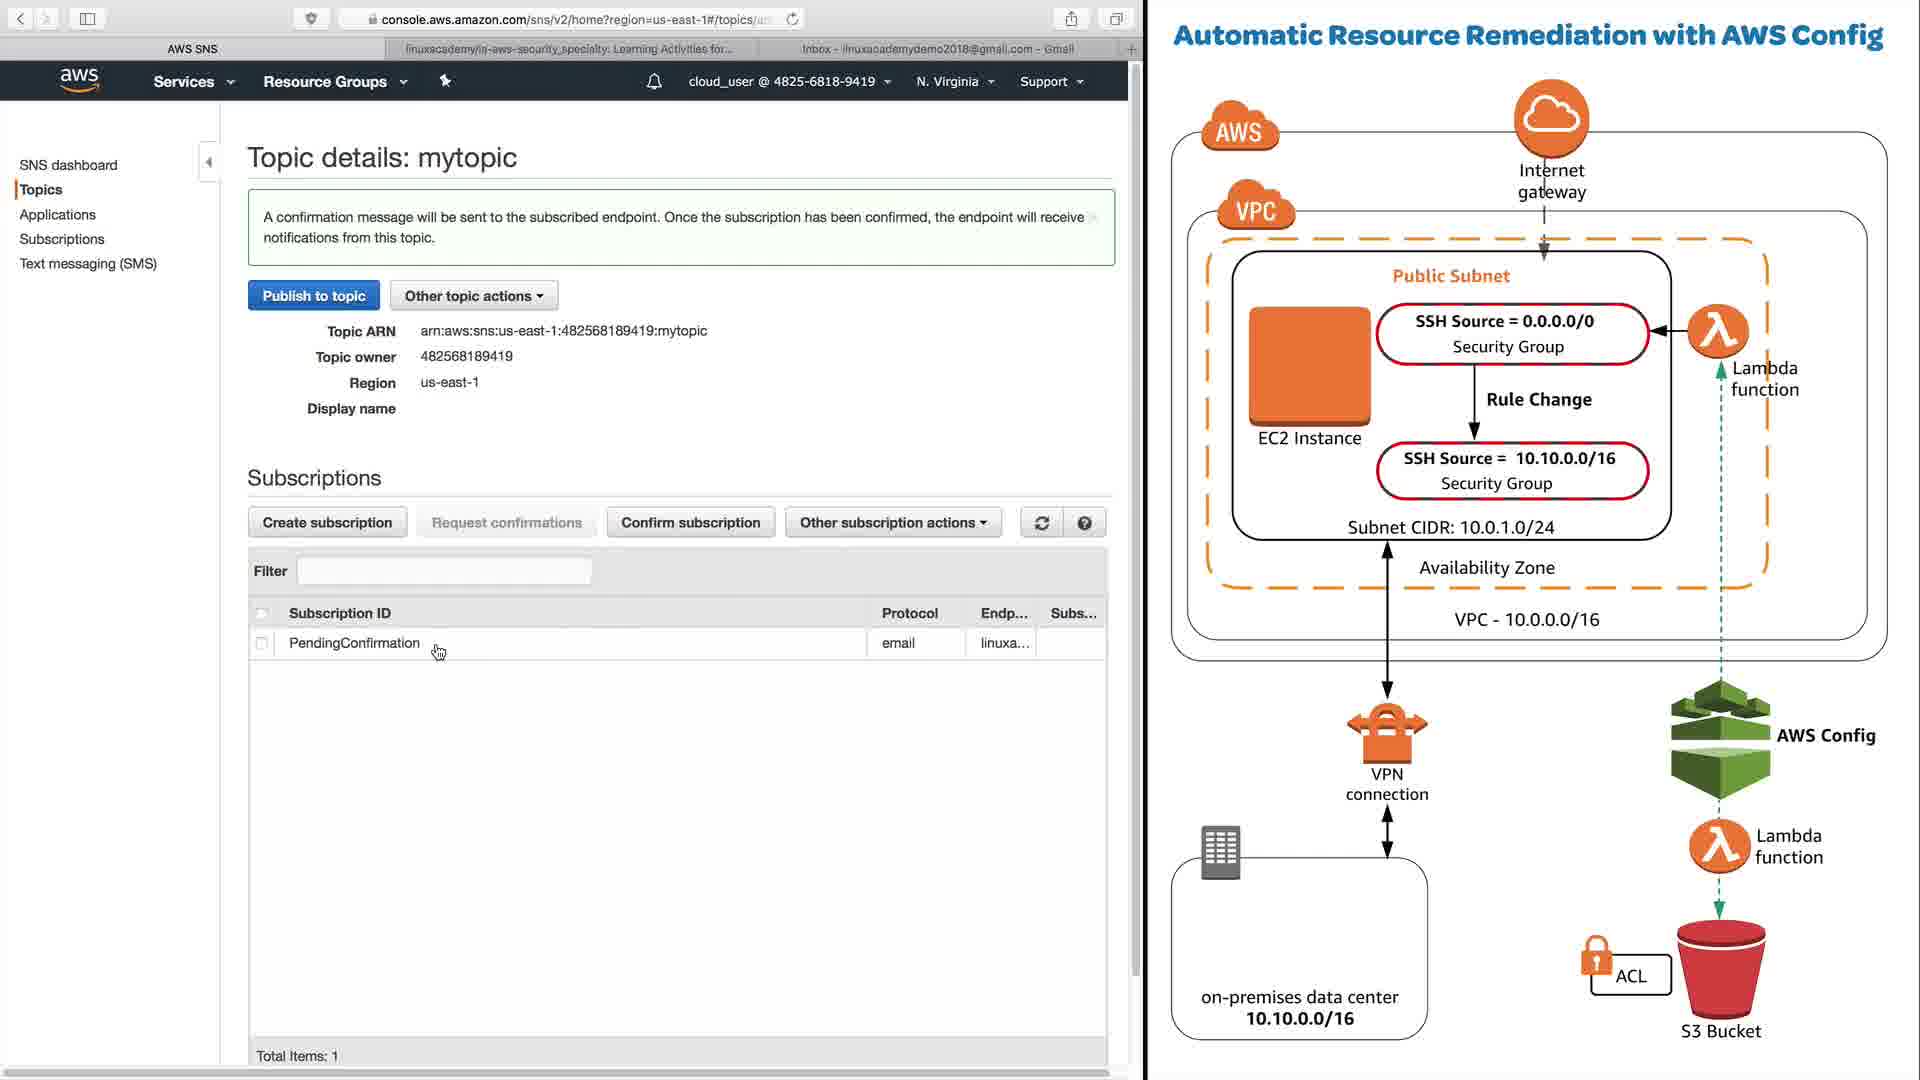 console.aws.amazon.com/sns/v2/home?region=us-east-1#/topics/
AWS SNS
linuxacademy/la-aws-security_specialty: Learning Activities for...
Inbox - linuxacademydemo2018@gmail.com - Gmail
aws
Services
Resource Groups
cloud_user @ 4825-6818-9419
N. Virginia
Support
SNS dashboard
Topics
Applications
Subscriptions
Text messaging (SMS)
Topic details: mytopic
A confirmation message will be sent to the subscribed endpoint. Once the subscription has been confirmed, the endpoint will receive
notifications from this topic.
Publish to topic
Other topic actions
Topic ARN arn:aws:sns:us-east-1:482568189419:mytopic
Topic owner 482568189419
Region us-east-1
Display name
Subscriptions
Create subscription
Request confirmations
Confirm subscription
Other subscription actions
Filter
Subscription ID Protocol Endp... Subs...
PendingConfirmation email linuxa...
Total Items: 1
Automatic Resource Remediation with AWS Config
AWS
Internet
gateway
VPC
Public Subnet
SSH Source = 0.0.0.0/0
Security Group
Lambda
function
Rule Change
EC2 Instance
SSH Source = 10.10.0.0/16
Security Group
Subnet CIDR: 10.0.1.0/24
Availability Zone
VPC - 10.0.0.0/16
AWS Config
VPN
connection
Lambda
function
ACL
on-premises data center
10.10.0.0/16
S3 Bucket